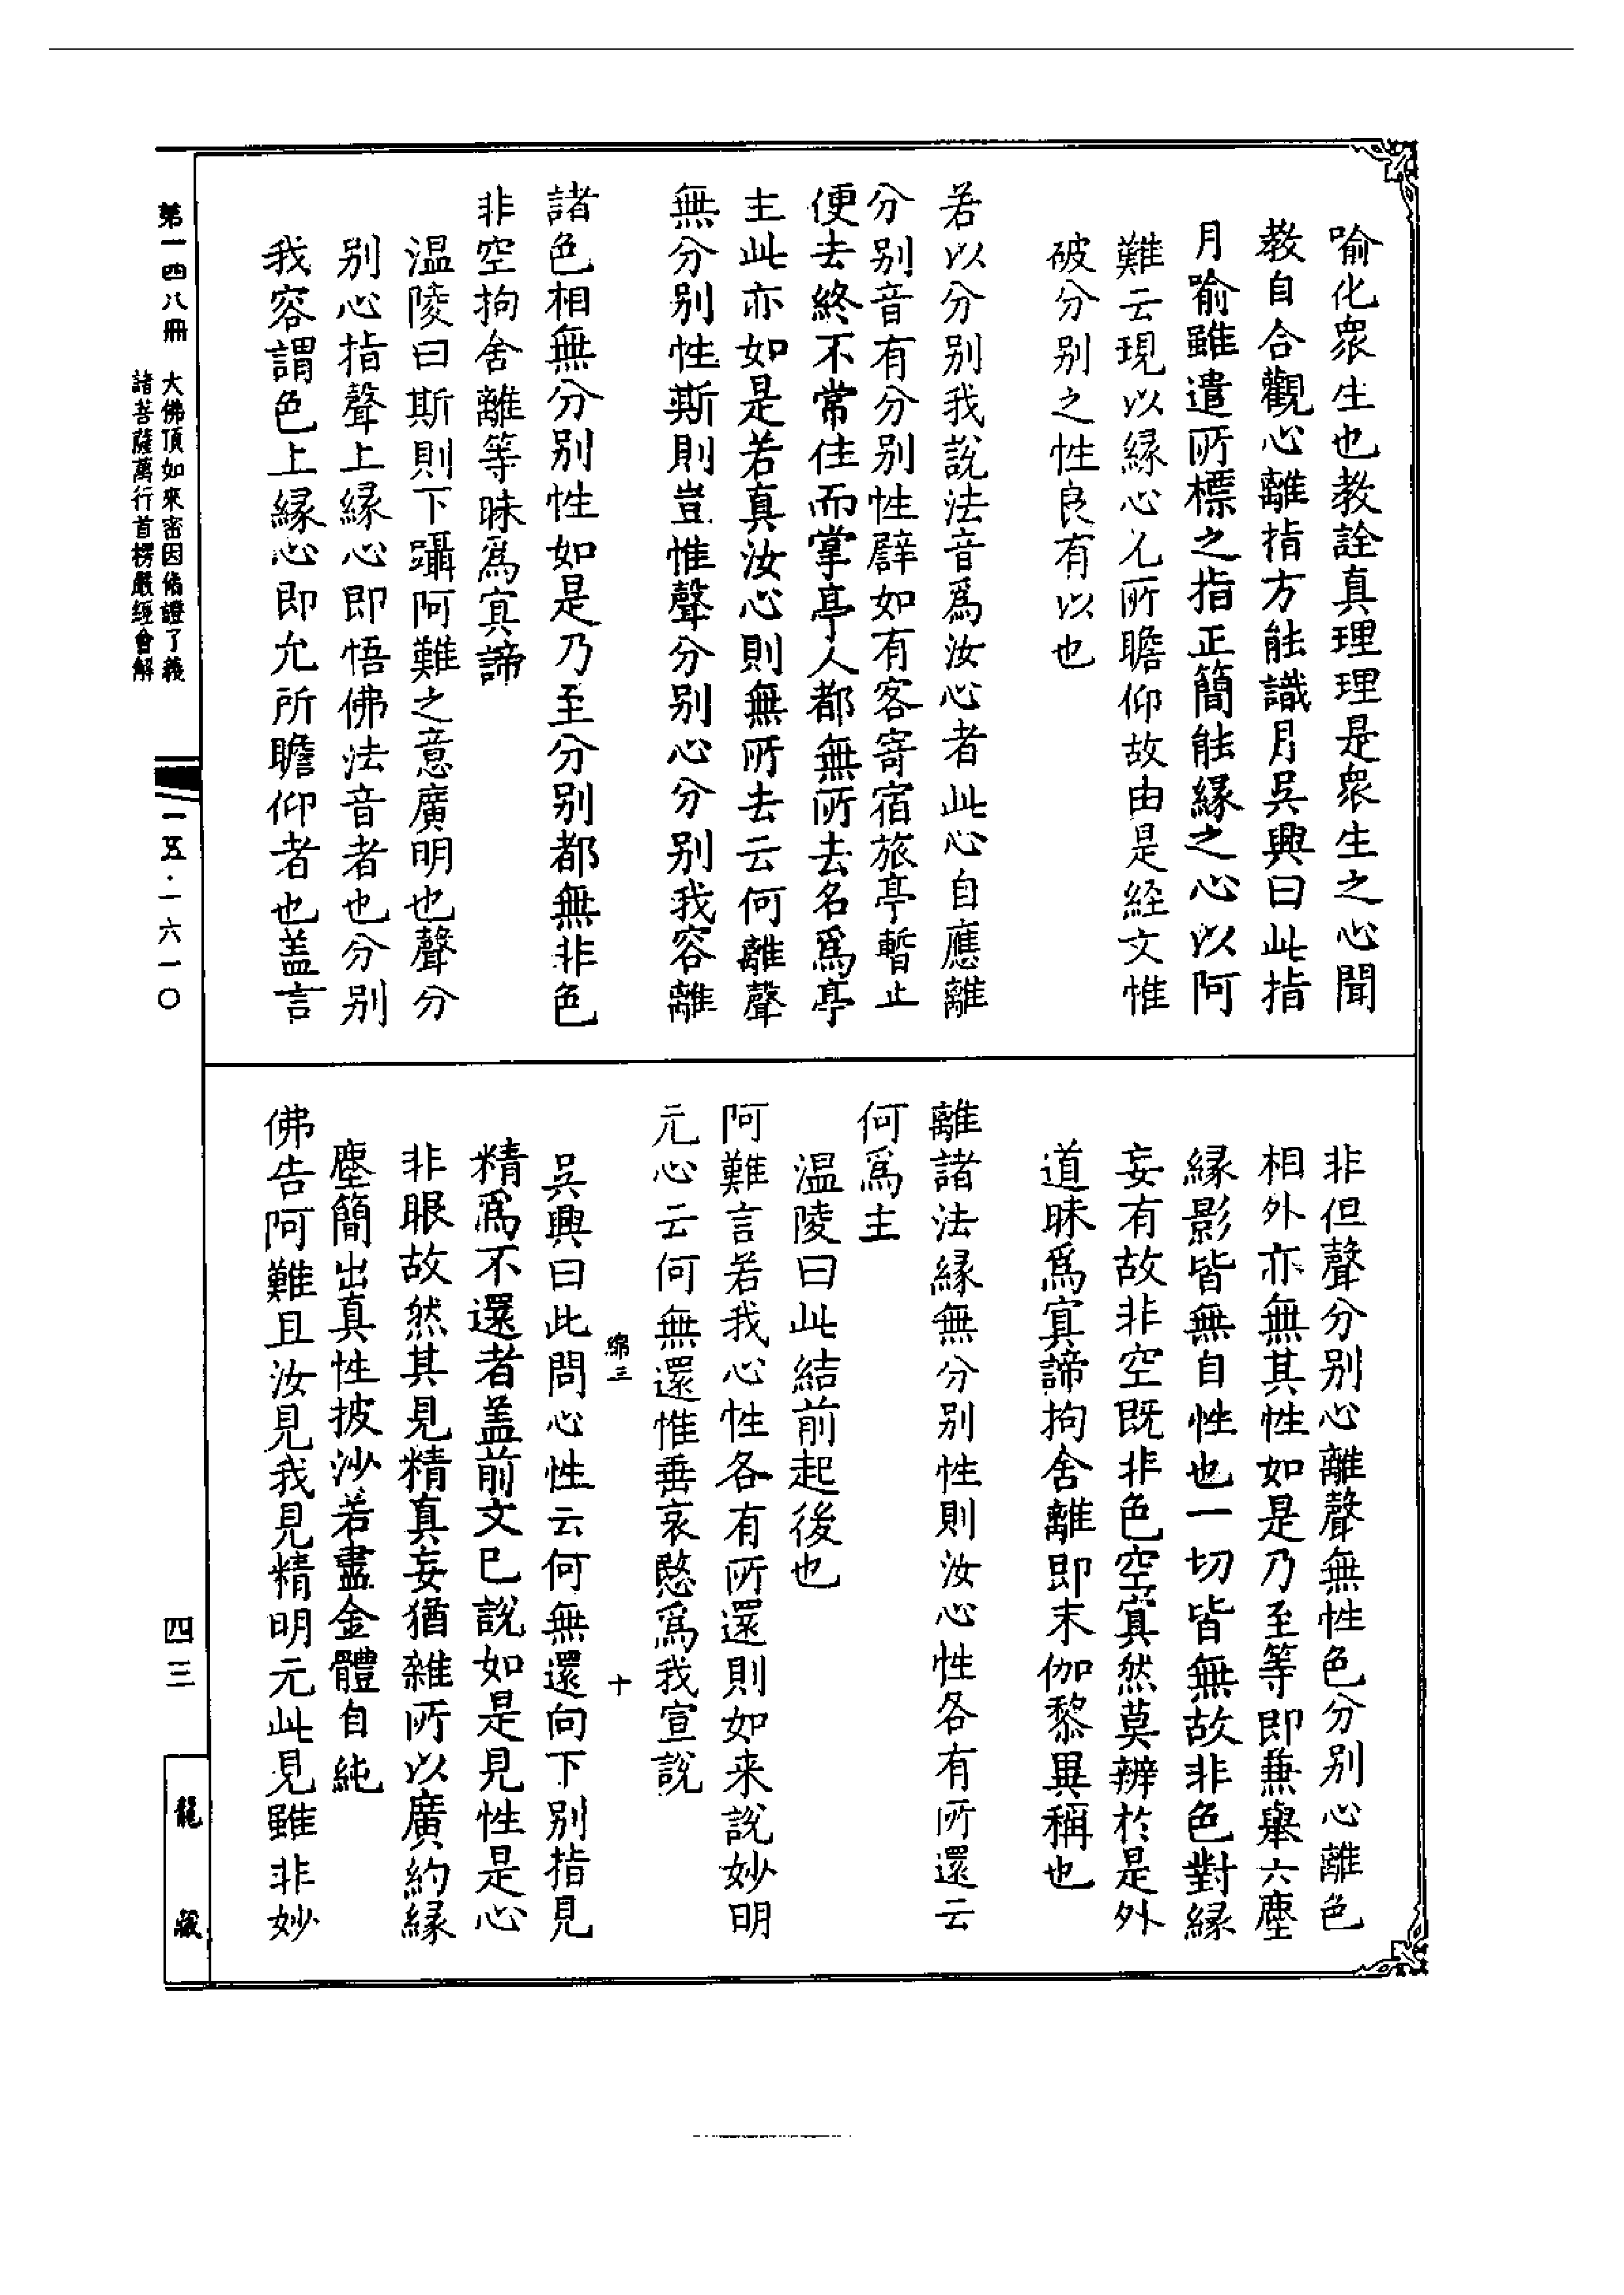 喻化衆生也教詮真理理是衆生之心聞
教自合觀心離指方能識月吳興曰此指
月喻雖遣所標之指正簡能緣之心以阿
難云現以緣心允所瞻仰故由是経文惟
破分别之性良有以也
若以分别我說法音爲汝心者此心自應離
分别音有分别性辟如有客寄宿旅亭暫止
便去終不常住而掌亭人都無所去名爲亭
主此亦如是若真汝心則無所去云何離聲
無分别性斯則豈惟聲分别心分别我容離
諸色相無分别性如是乃至分别都無非色
非空拘舍離等昧爲冥諦
温陵曰斯則下躡阿難之意廣明也聲分
别心指聲上緣心即悟佛法音者也分别
我容謂色上緣心即允所瞻仰者也盖言
非但聲分别心離聲無性色分别心離色
相外亦無其性如是乃至等即兼舉六塵
緣影皆無自性也一切皆無故非色對緣
妄有故非空既非色空冥然莫辨於是外
道昧爲冥諦拘舍離即末伽黎異稱也
離諸法緣無分别性則汝心性各有所還云
何爲主
温陵曰此結前起後也
阿難言若我心性各有所還則如来說妙明
元心云何無還惟垂哀愍爲我宣說
綿三 十
吳興曰此問心性云何無還向下别指見
精爲不還者盖前文已說如是見性是心
非眼故然其見精真妄猶雜所以廣約緣
塵簡出真性披沙若盡金體自純
佛告阿難且汝見我見精明元此見雖非妙
第一四八冊 大佛頂如來密因脩證了義
諸菩薩萬行首楞嚴經會解
一五·一六一〇
四三
龍藏